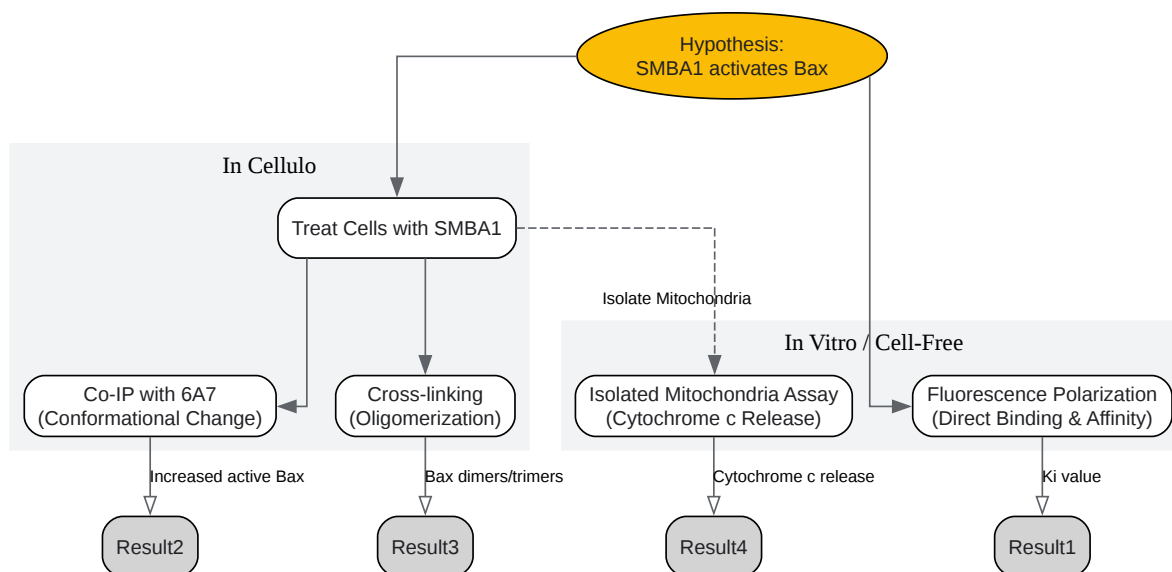 Hypothesis:
SMBA1 activates Bax
In Cellulo
Treat Cells with SMBA1
Isolate Mitochondria
In Vitro / Cell-Free
Co-IP with 6A7
(Conformational Change)
Cross-linking
(Oligomerization)
Isolated Mitochondria Assay
(Cytochrome c Release)
Fluorescence Polarization
(Direct Binding & Affinity)
Increased active Bax
Bax dimers/trimers
Cytochrome c release
Ki value
Result2
Result3
Result4
Result1